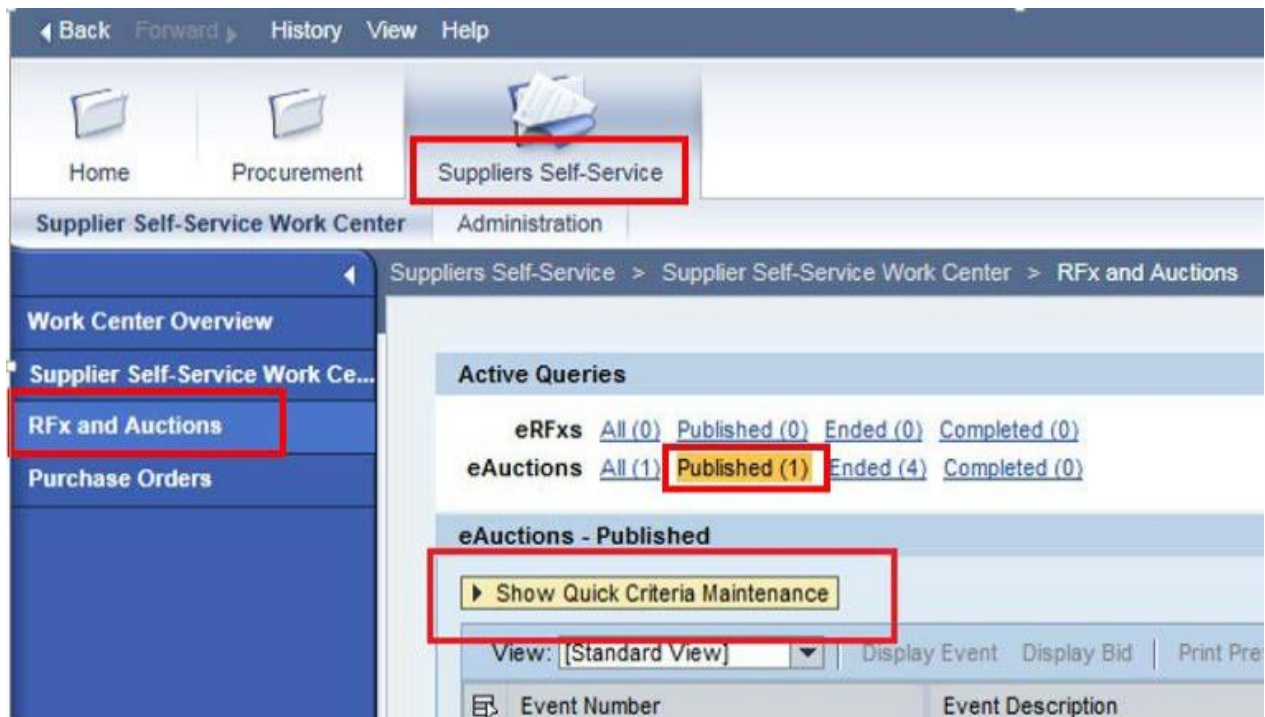 Back Forward History View Help
Home Procurement Suppliers Self-Service
Supplier Self-Service Work Center Administration
Suppliers Self-Service > Supplier Self-Service Work Center > RFx and Auctions
Work Center Overview
Supplier Self-Service Work Ce...
RFx and Auctions
Purchase Orders
Active Queries
eRFxs All (0) Published (0) Ended (0) Completed (0)
eAuctions All (1) Published (1) Ended (4) Completed (0)
eAuctions - Published
Show Quick Criteria Maintenance
View: [Standard View] Display Event Display Bid Print Pre
Event Number Event Description